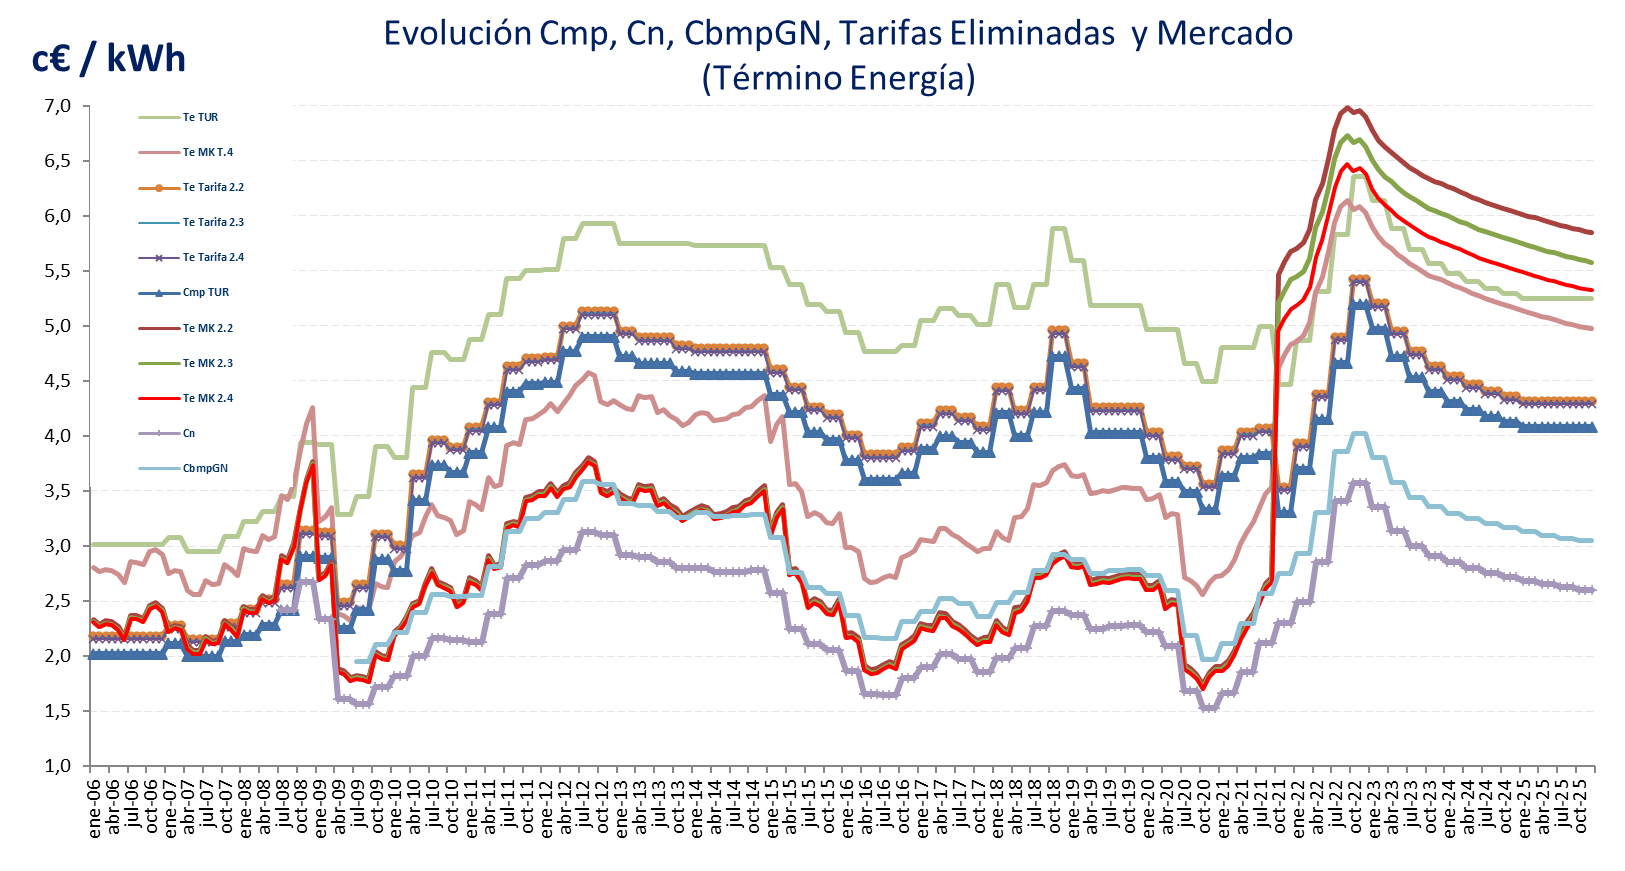 Evolución Cmp, Cn, CbmpGN, Tarifas Eliminadas y Mercado
(Término Energía)
c€ / kWh
7,0
6,5
6,0
5,5
5,0
4,5
4,0
3,5
3,0
2,5
2,0
1,5
1,0
Te TUR
Te MK T.4
Te Tarifa 2.2
Te Tarifa 2.3
Te Tarifa 2.4
Cmp TUR
Te MK 2.2
Te MK 2.3
Te MK 2.4
Cn
CbmpGN
ene-06
abr-06
jul-06
oct-06
ene-07
abr-07
jul-07
oct-07
ene-08
abr-08
jul-08
oct-08
ene-09
abr-09
jul-09
oct-09
ene-10
abr-10
jul-10
oct-10
ene-11
abr-11
jul-11
oct-11
ene-12
abr-12
jul-12
oct-12
ene-13
abr-13
jul-13
oct-13
ene-14
abr-14
jul-14
oct-14
ene-15
abr-15
jul-15
oct-15
ene-16
abr-16
jul-16
oct-16
ene-17
abr-17
jul-17
oct-17
ene-18
abr-18
jul-18
oct-18
ene-19
abr-19
jul-19
oct-19
ene-20
abr-20
jul-20
oct-20
ene-21
abr-21
jul-21
oct-21
ene-22
abr-22
jul-22
oct-22
ene-23
abr-23
jul-23
oct-23
ene-24
abr-24
jul-24
oct-24
ene-25
abr-25
jul-25
oct-25